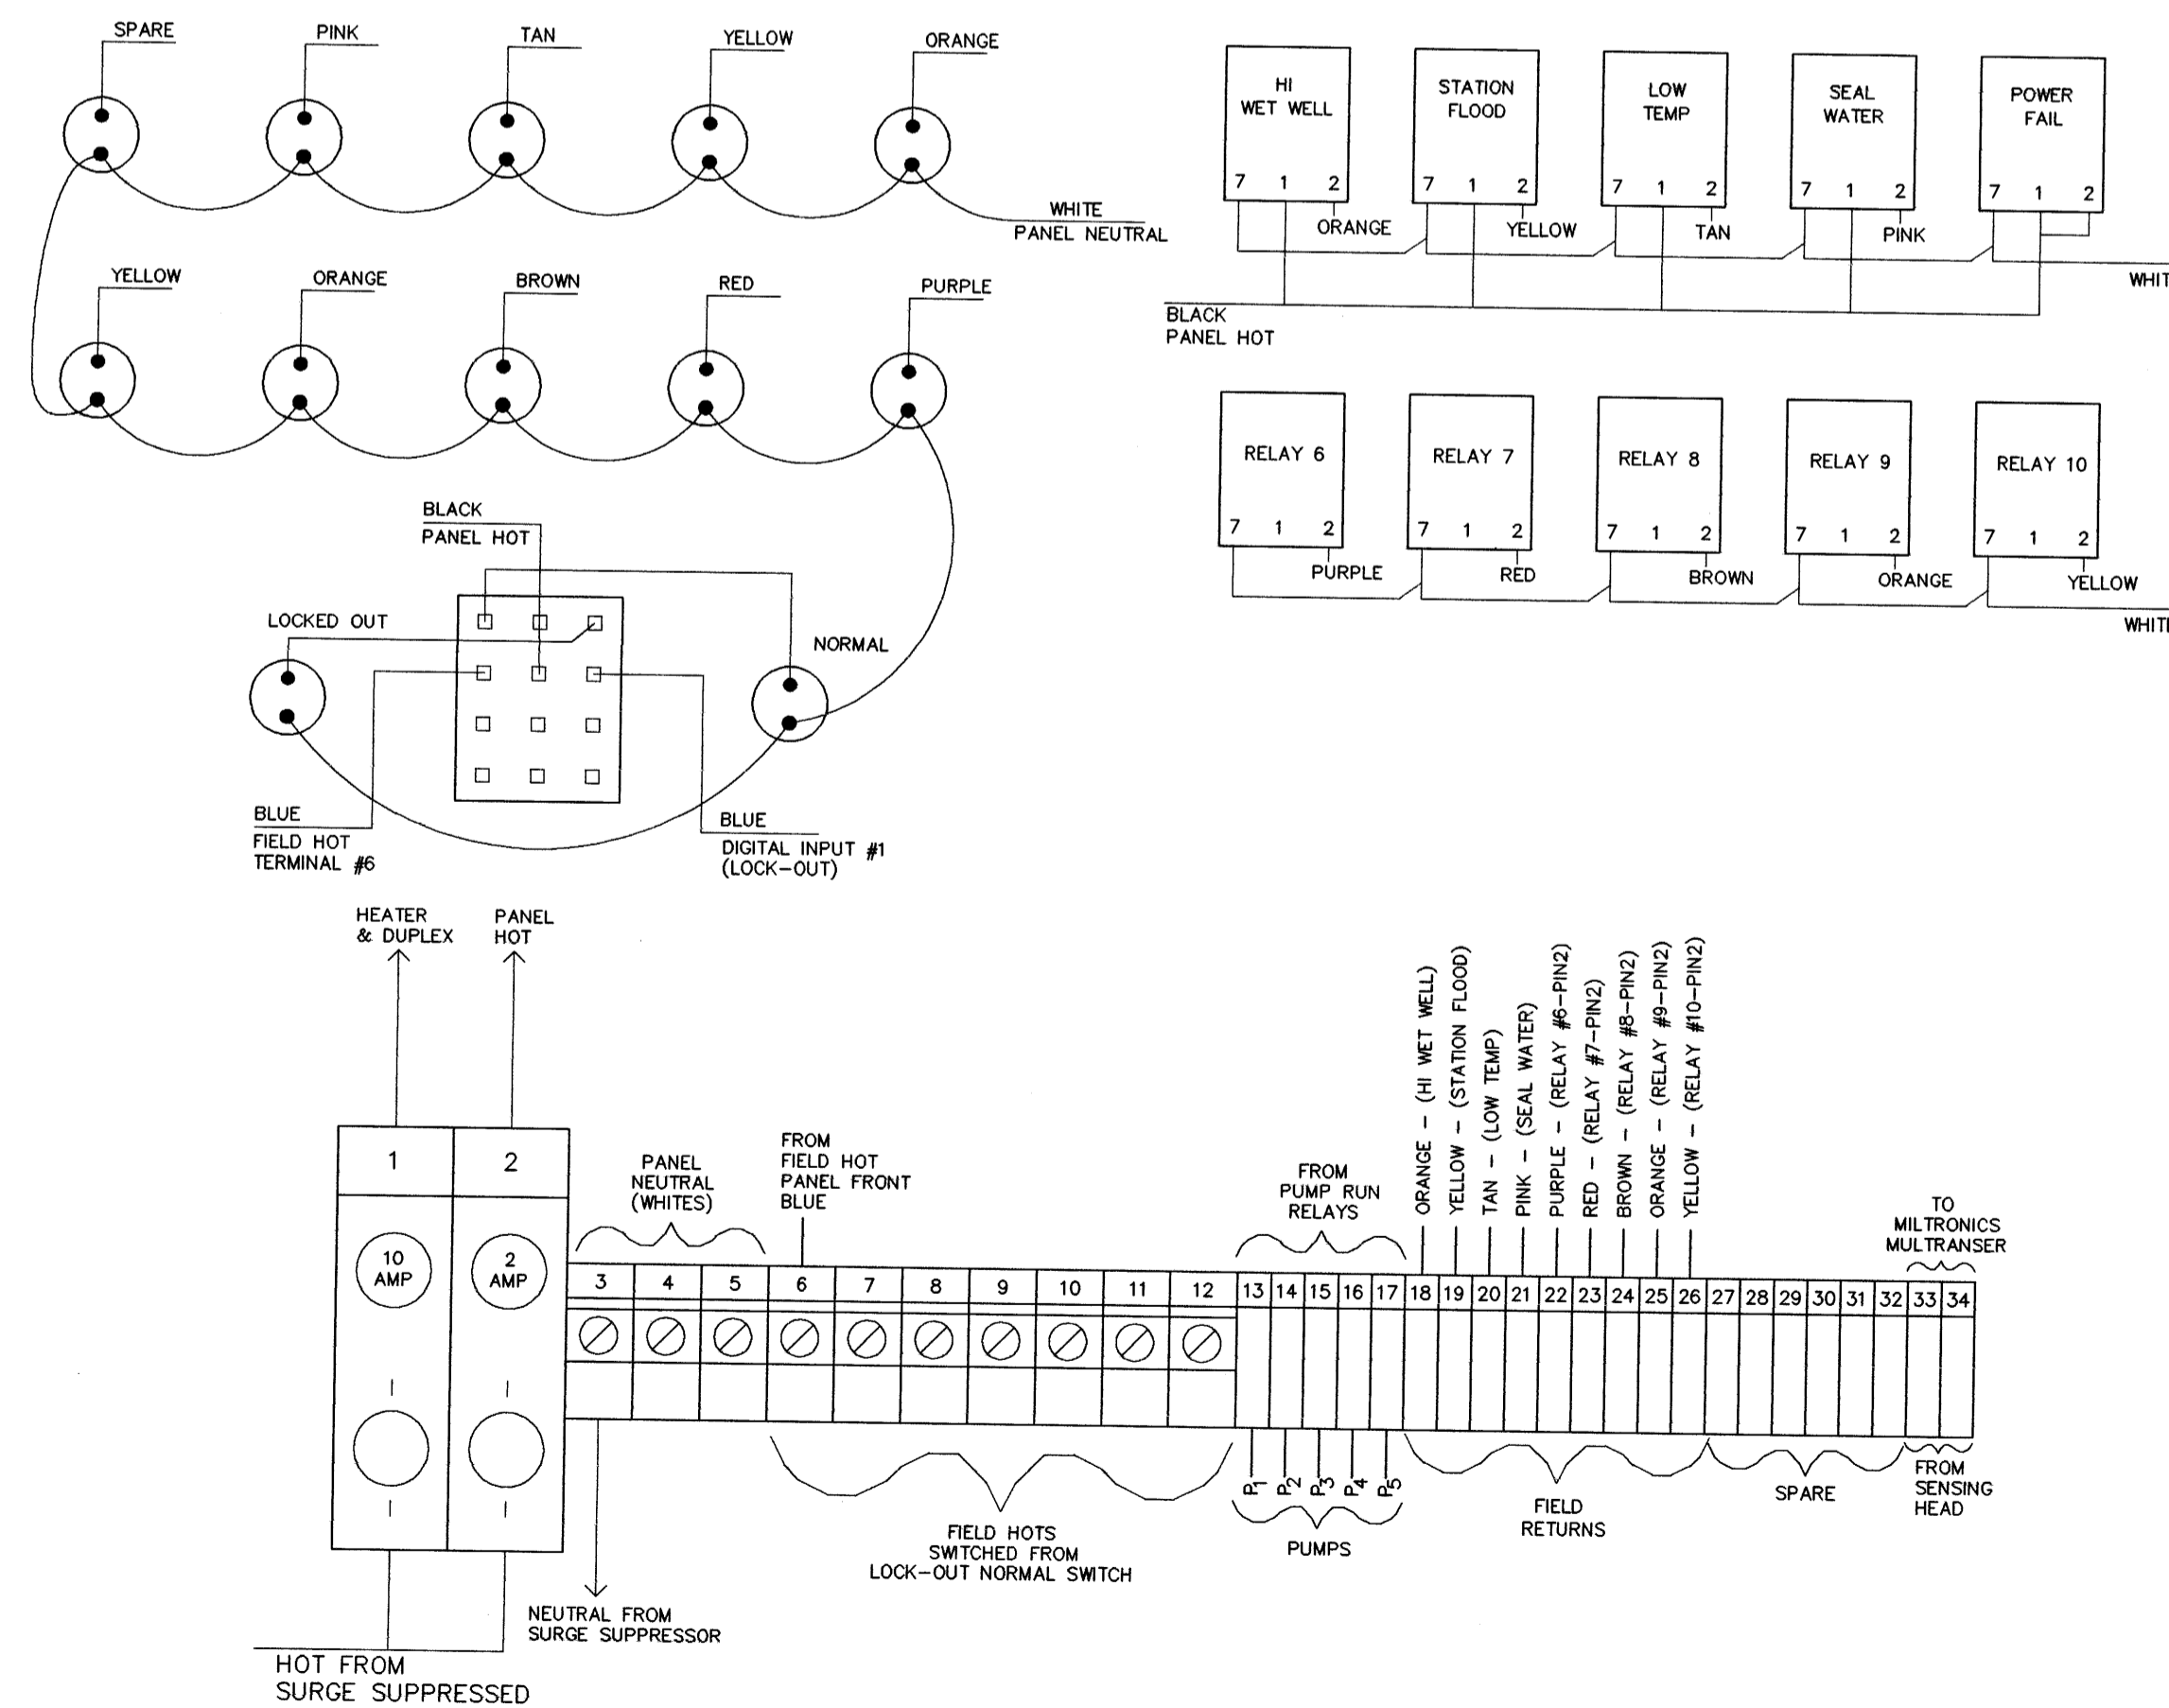 SPARE
PINK
TAN
YELLOW
ORANGE
WHITE
PANEL NEUTRAL
YELLOW
ORANGE
BROWN
RED
PURPLE
BLACK
PANEL HOT
LOCKED OUT
NORMAL
BLUE
FIELD HOT
TERMINAL #6
BLUE
DIGITAL INPUT #1
(LOCK-OUT)
HI
WET WELL
7 1 2
ORANGE
STATION
FLOOD
7 1 2
YELLOW
LOW
TEMP
7 1 2
TAN
SEAL
WATER
7 1 2
PINK
POWER
FAIL
7 1 2
WHIT
BLACK
PANEL HOT
RELAY 6
7 1 2
PURPLE
RELAY 7
7 1 2
RED
RELAY 8
7 1 2
BROWN
RELAY 9
7 1 2
ORANGE
RELAY 10
7 1 2
YELLOW
WHIT
HEATER
& DUPLEX
PANEL
HOT
1 2
10
AMP
2
AMP
PANEL
NEUTRAL
(WHITES)
FROM
FIELD HOT
PANEL FRONT
BLUE
FROM
PUMP RUN
RELAYS
ORANGE - (HI WET WELL)
YELLOW - (STATION FLOOD)
TAN - (LOW TEMP)
PINK - (SEAL WATER)
PURPLE - (RELAY #6-PIN2)
RED - (RELAY #7-PIN2)
BROWN - (RELAY #8-PIN2)
ORANGE - (RELAY #9-PIN2)
YELLOW - (RELAY #10-PIN2)
TO
MILTRONICS
MULTRANSER
3 4 5 6 7 8 9 10 11 12 13 14 15 16 17 18 19 20 21 22 23 24 25 26 27 28 29 30 31 32 33 34
P1
P2
P3
P4
P5
PUMPS
FIELD HOTS
SWITCHED FROM
LOCK-OUT NORMAL SWITCH
FIELD
RETURNS
SPARE
FROM
SENSING
HEAD
NEUTRAL FROM
SURGE SUPPRESSOR
HOT FROM
SURGE SUPPRESSED